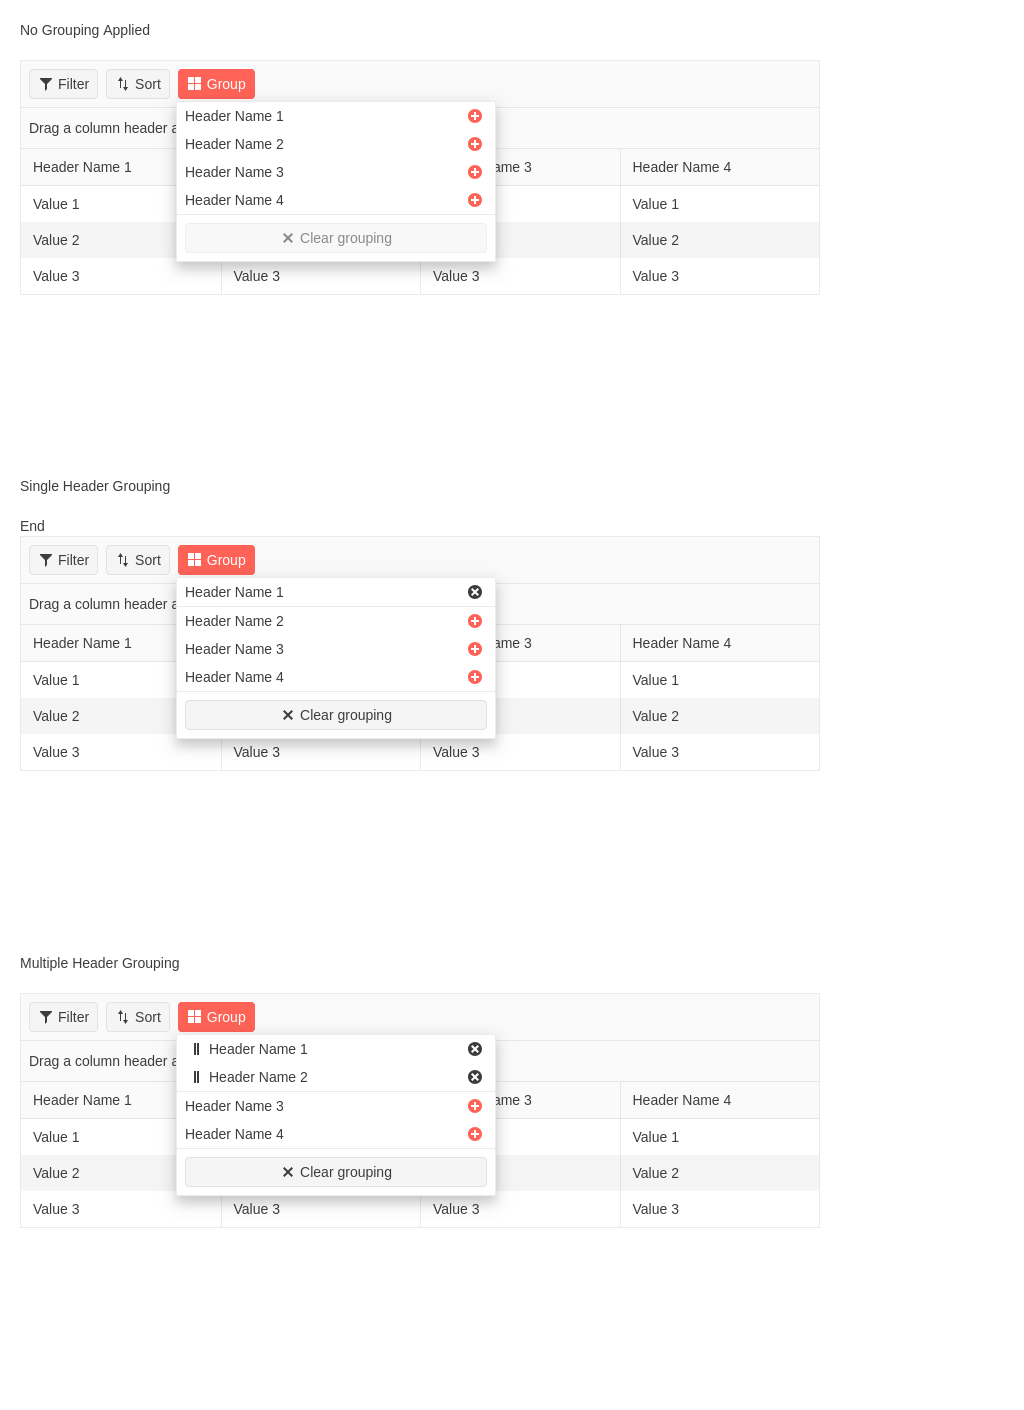 No Grouping Applied
Filter Sort Group
Header Name 1
Drag a column header a
Header Name 2
Header Name 1 Header Name 3 ame 3 Header Name 4
Value 1 Header Name 4 Value 1
Value 2 Clear grouping Value 2
Value 3 Value 3 Value 3 Value 3
Single Header Grouping
End
Filter Sort Group
Header Name 1
Drag a column header a
Header Name 2
Header Name 1 Header Name 3 ame 3 Header Name 4
Value 1 Header Name 4 Value 1
Value 2 Clear grouping Value 2
Value 3 Value 3 Value 3 Value 3
Multiple Header Grouping
Filter Sort Group
Header Name 1
Drag a column header a
Header Name 2
Header Name 1 Header Name 3 ame 3 Header Name 4
Value 1 Header Name 4 Value 1
Value 2 Clear grouping Value 2
Value 3 Value 3 Value 3 Value 3